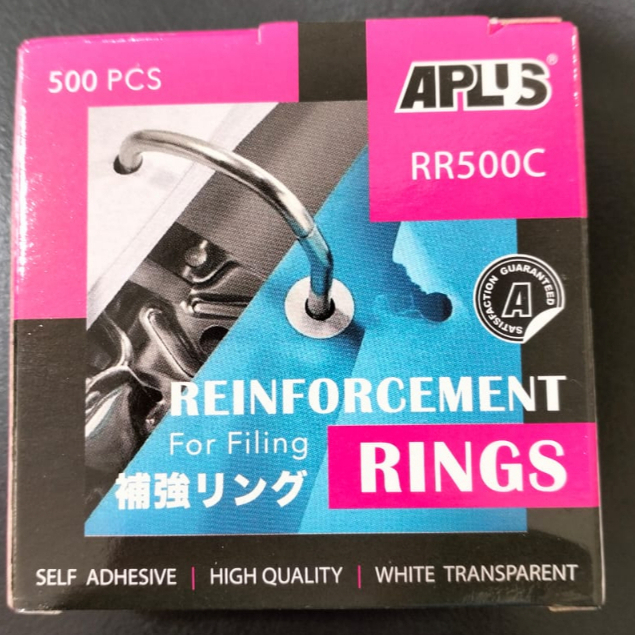 500 PCS
APLUS®
RR500C
SATISFACTION GUARANTEED
A
REINFORCEMENT
For Filing
RINGS
補強リング
SELF ADHESIVE | HIGH QUALITY | WHITE TRANSPARENT